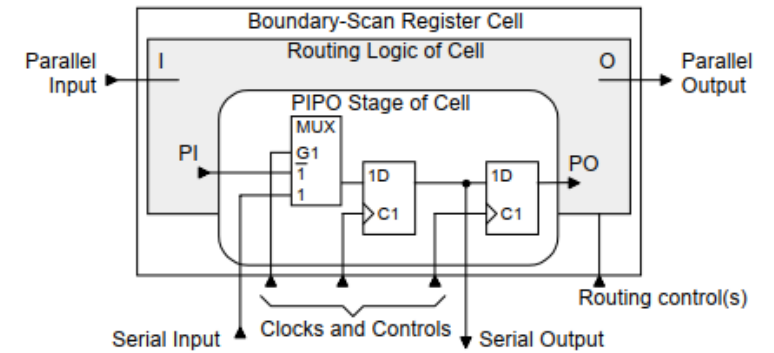 Boundary-Scan Register Cell
Routing Logic of Cell
Parallel
Input
I
O
Parallel
Output
PIPO Stage of Cell
MUX
G1
1̅
1
PI
1D
C1
1D
C1
PO
Routing control(s)
Serial Input
Clocks and Controls
Serial Output